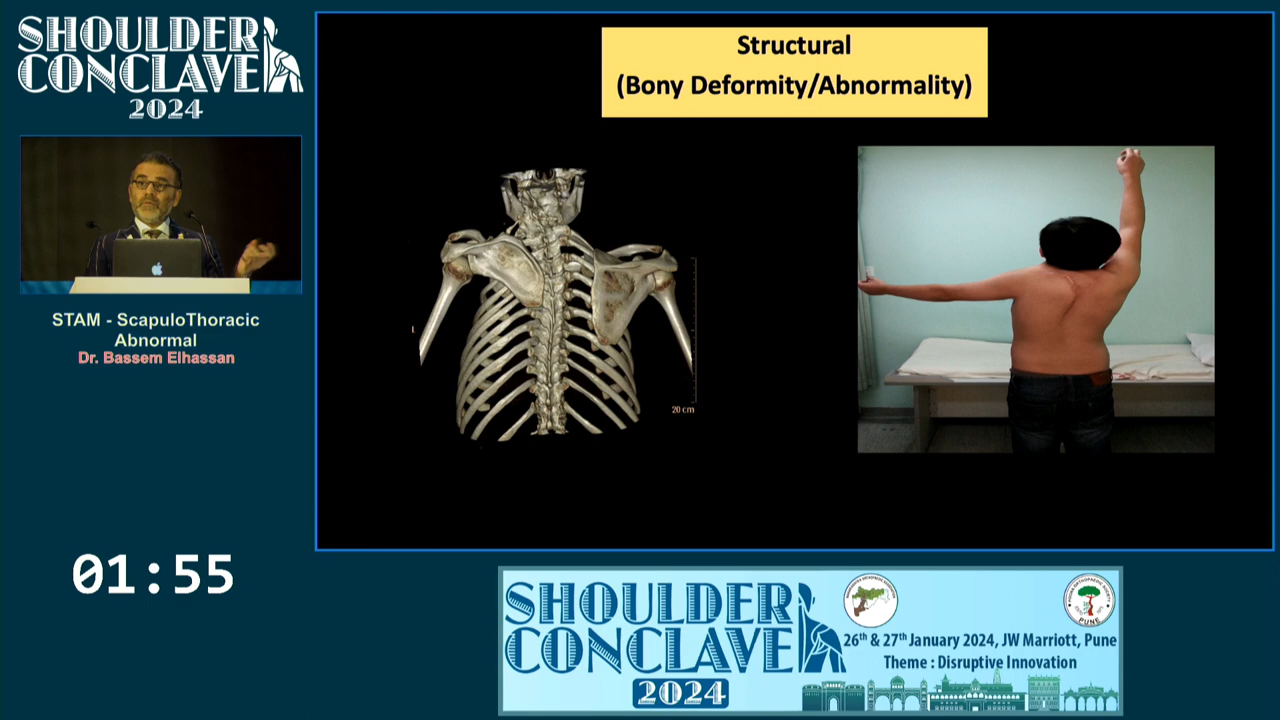 SHOULDER
CONCLAVE
2024
STAM - ScapuloThoracic
Abnormal
Dr. Bassem Elhassan
01:55
Structural
(Bony Deformity/Abnormality)
20 cm
SHOULDER
CONCLAVE
2024
26th & 27th January 2024, JW Marriott, Pune
Theme : Disruptive Innovation
PUNE